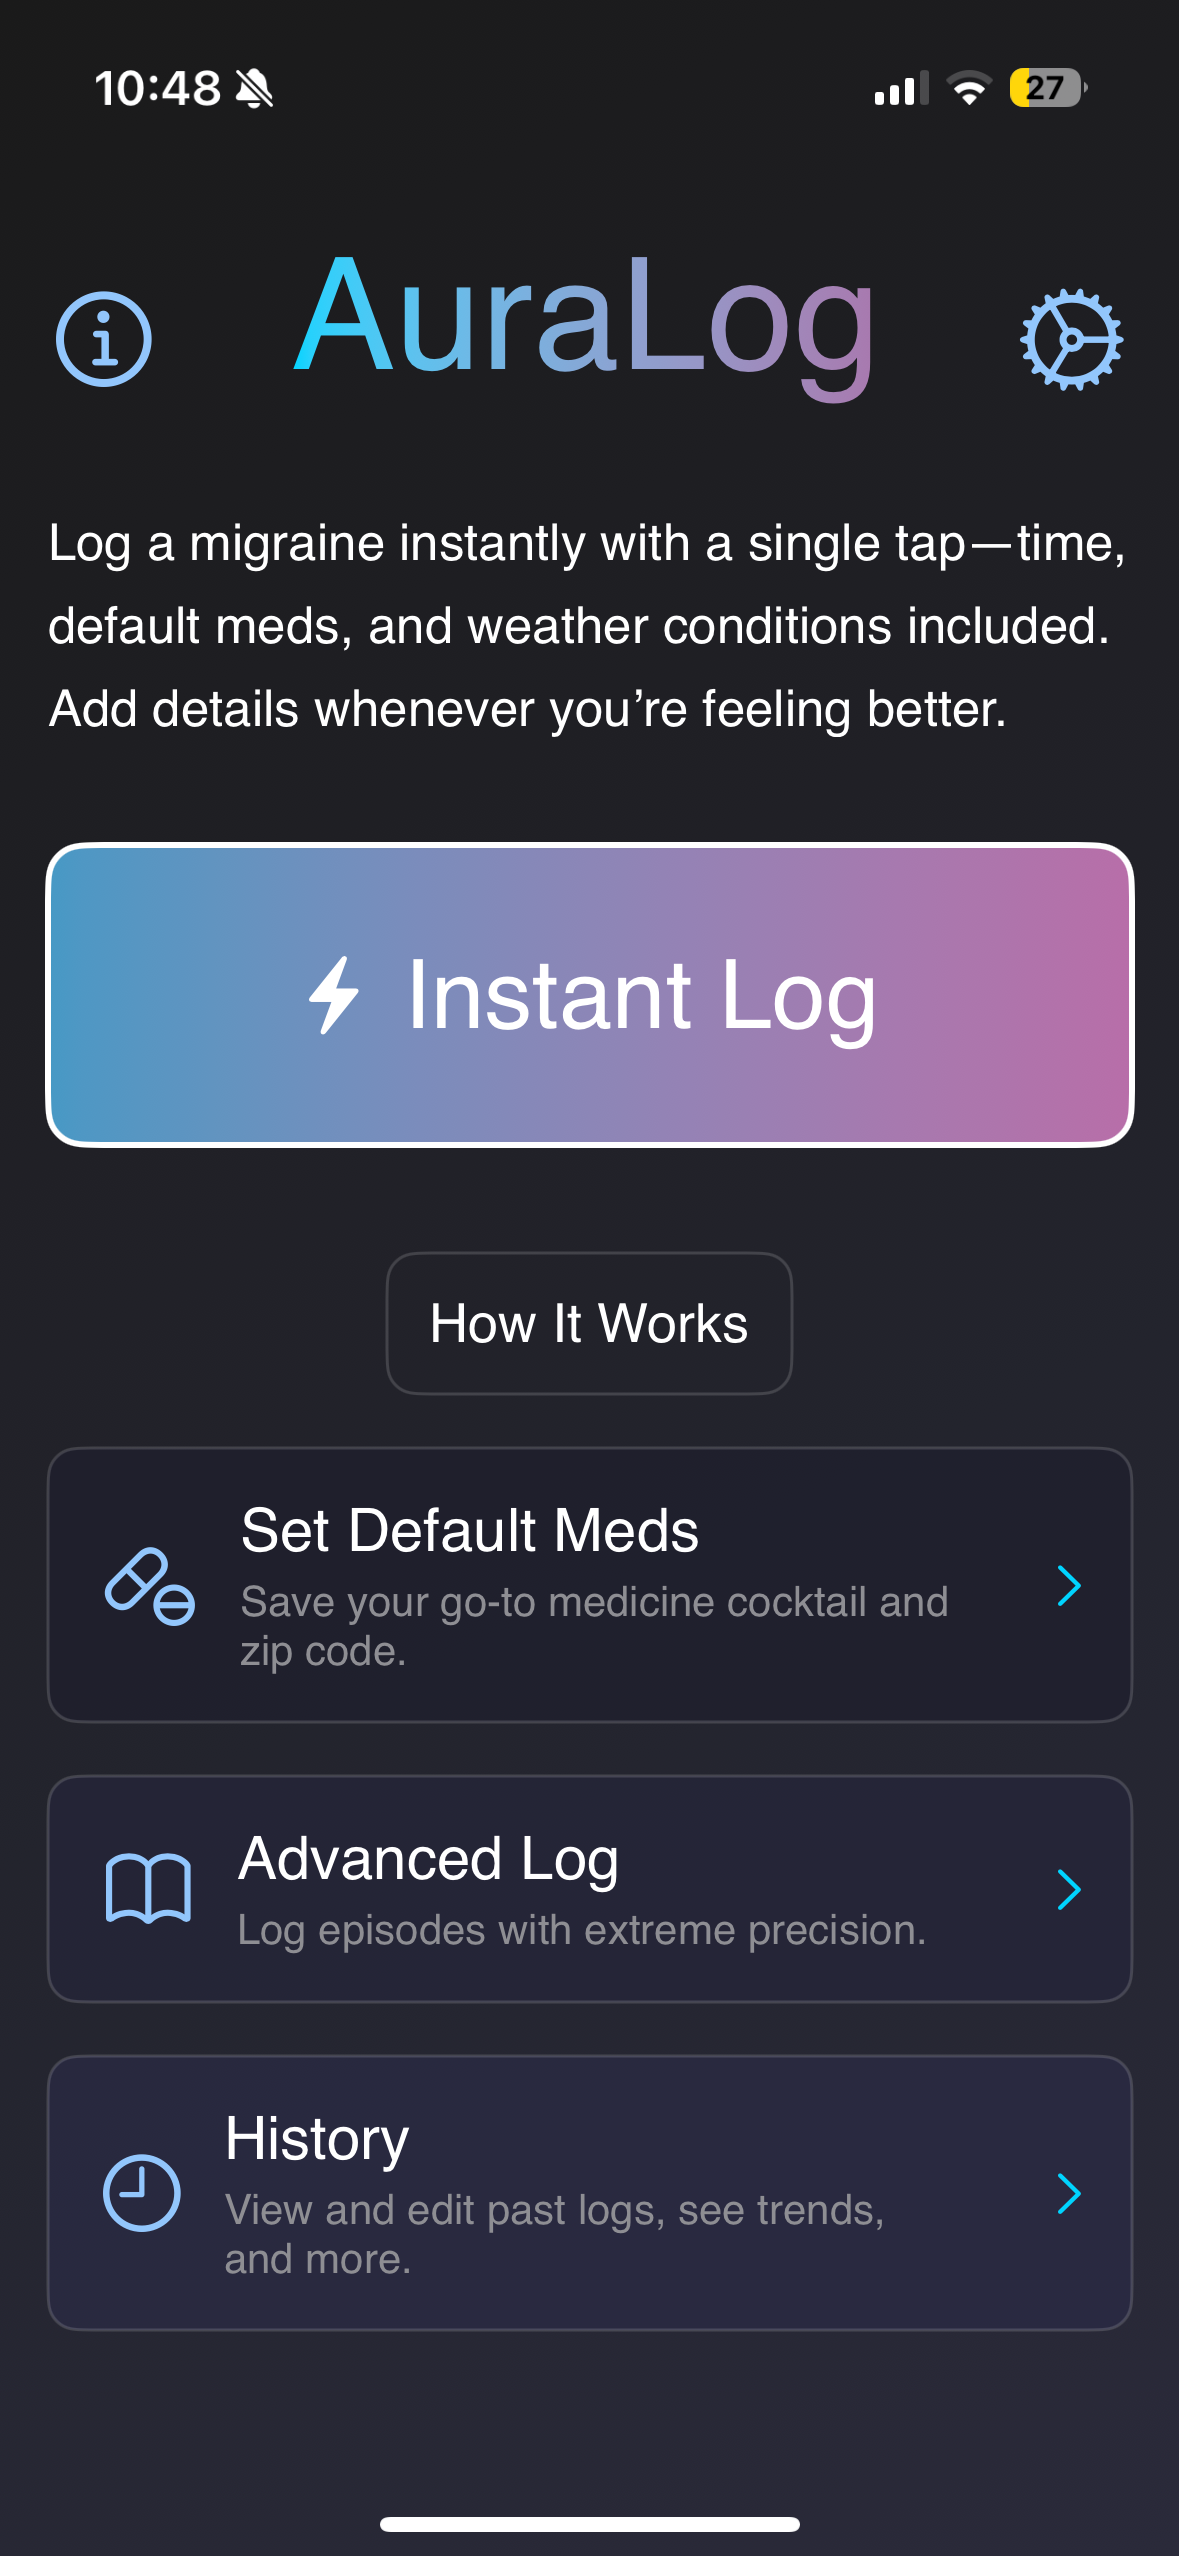 10:48
27
AuraLog
Log a migraine instantly with a single tap—time,
default meds, and weather conditions included.
Add details whenever you’re feeling better.
Instant Log
How It Works
Set Default Meds
Save your go-to medicine cocktail and
zip code.
Advanced Log
Log episodes with extreme precision.
History
View and edit past logs, see trends,
and more.